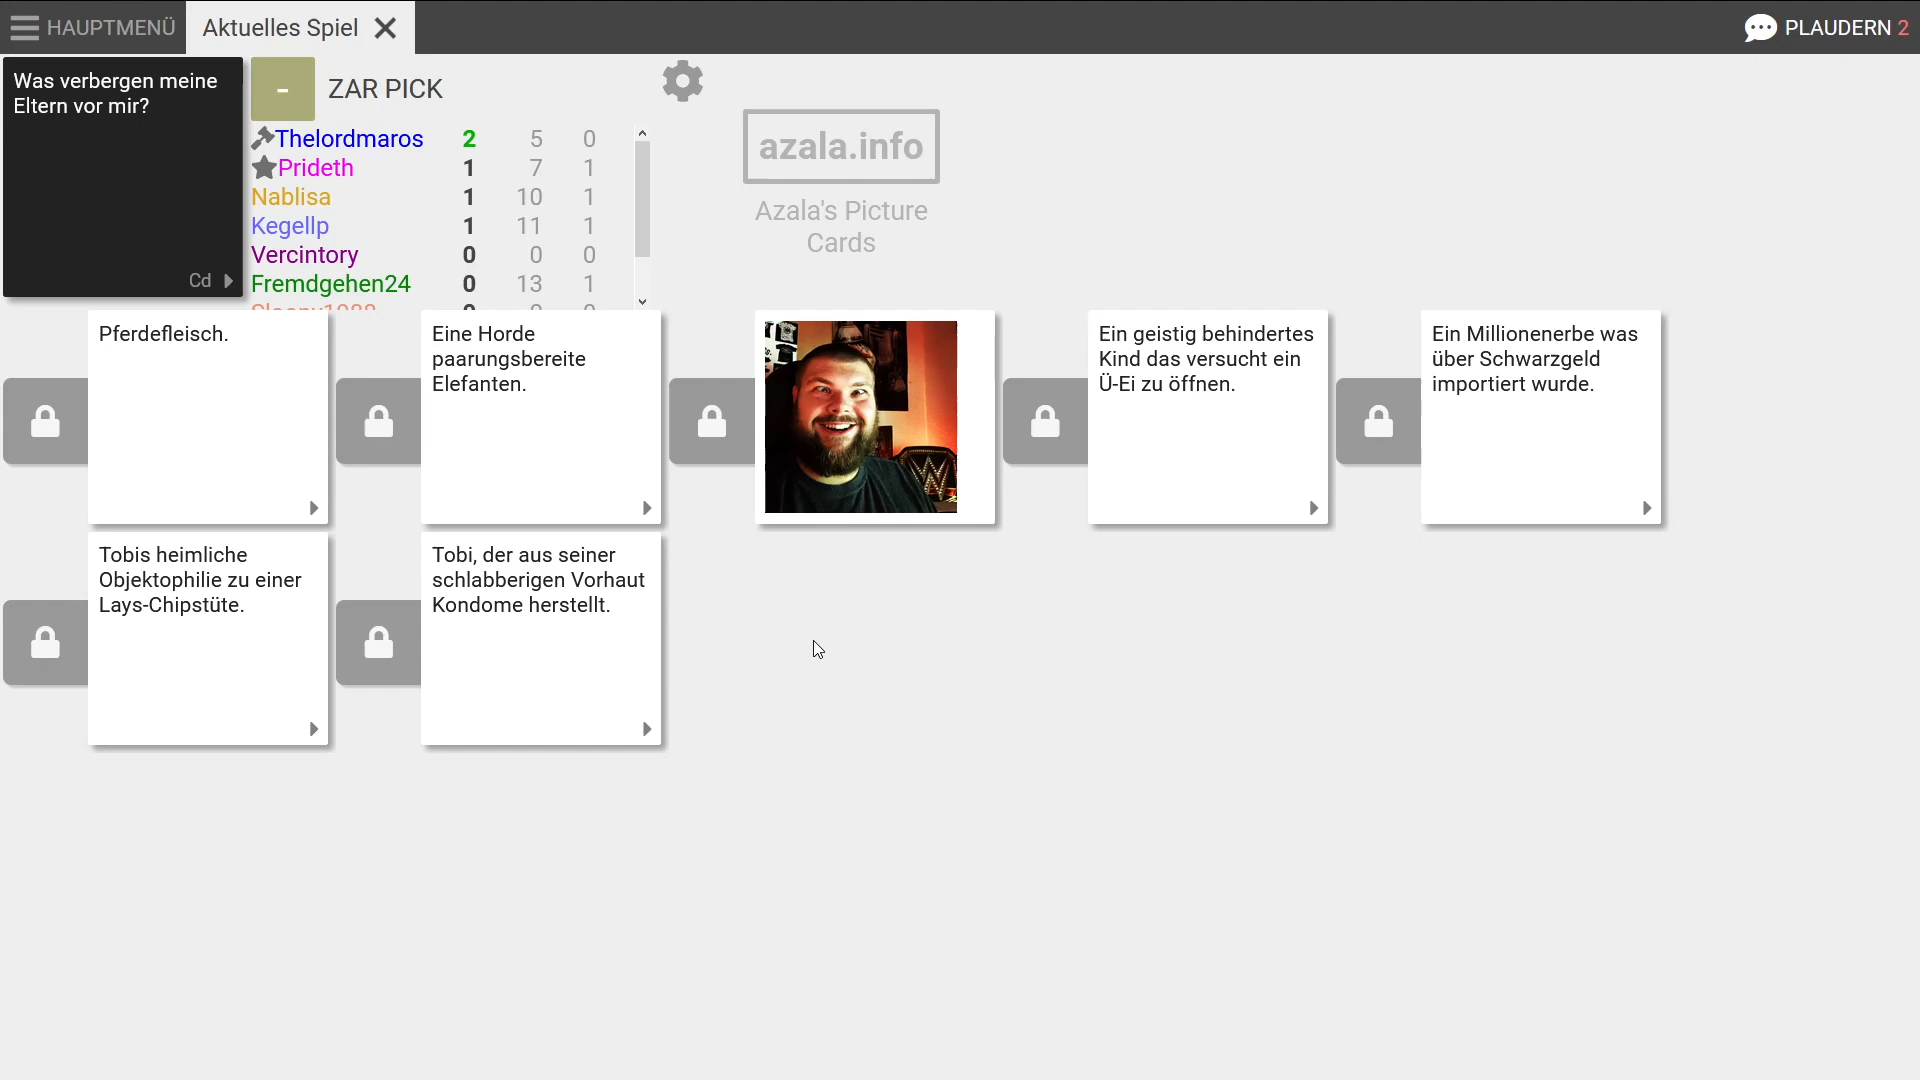 HAUPTMENÜ
Aktuelles Spiel
PLAUDERN 2
Was verbergen meine
Eltern vor mir?
Cd
-
ZAR PICK
Thelordmaros 2 5 0
Prideth 1 7 1
Nablisa 1 10 1
Kegellp 1 11 1
Vercintory 0 0 0
Fremdgehen24 0 13 1
azala.info
Azala's Picture
Cards
Pferdefleisch.
Eine Horde
paarungsbereite
Elefanten.
W
Ein geistig behindertes
Kind das versucht ein
Ü-Ei zu öffnen.
Ein Millionenerbe was
über Schwarzgeld
importiert wurde.
Tobis heimliche
Objektophilie zu einer
Lays-Chipstüte.
Tobi, der aus seiner
schlabberigen Vorhaut
Kondome herstellt.